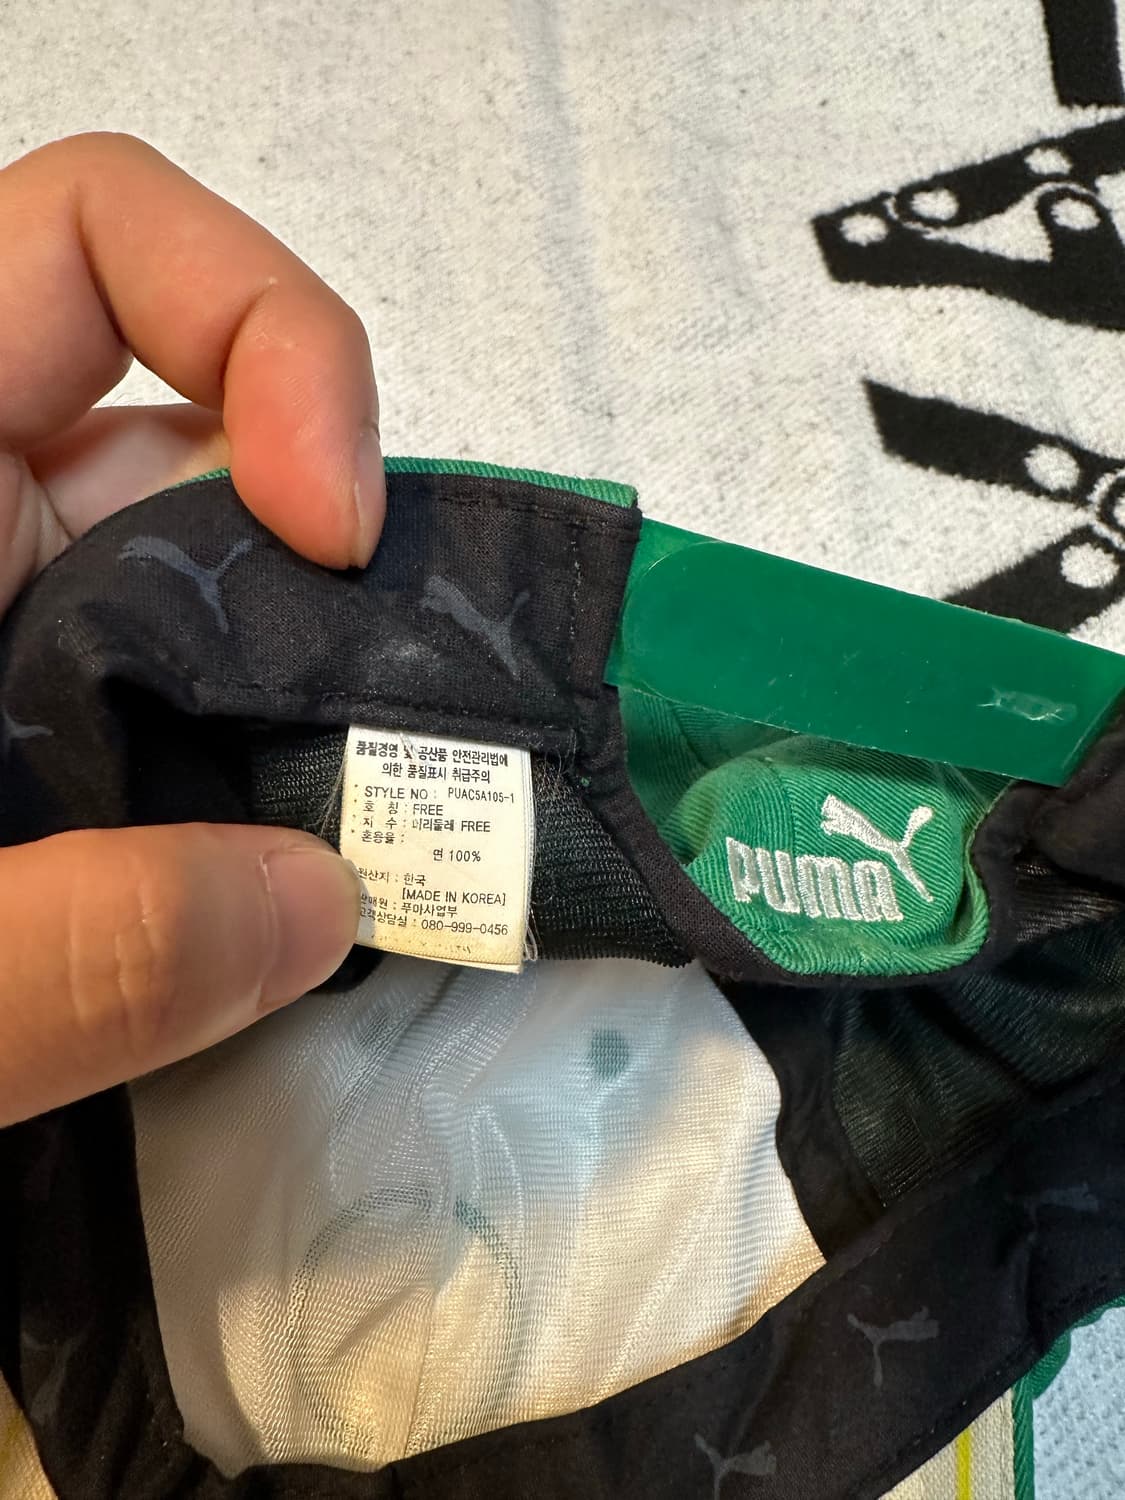 품질경영 및 공산품 안전관리법에
의한 품질표시 취급주의
STYLE NO : PUAC5A105-1
호 칭 : FREE
치 수 : 머리둘레 FREE
혼용율 :
면 100%
원산지 : 한국
[MADE IN KOREA]
판매원 : 푸마사업부
고객상담실 : 080-999-0456
PUMA